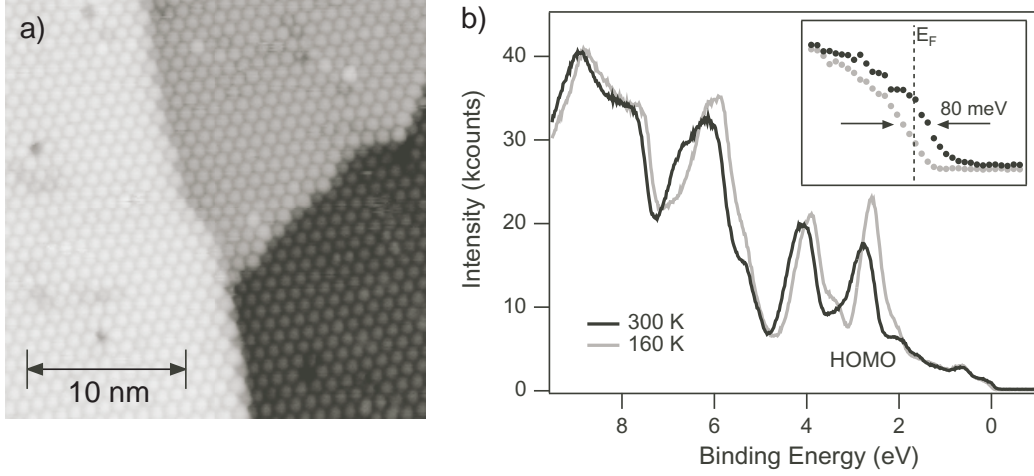 a)
10 nm
b)
Intensity (kcounts)
40
30
20
10
0
E_F
80 meV
300 K
160 K
HOMO
8 6 4 2 0
Binding Energy (eV)